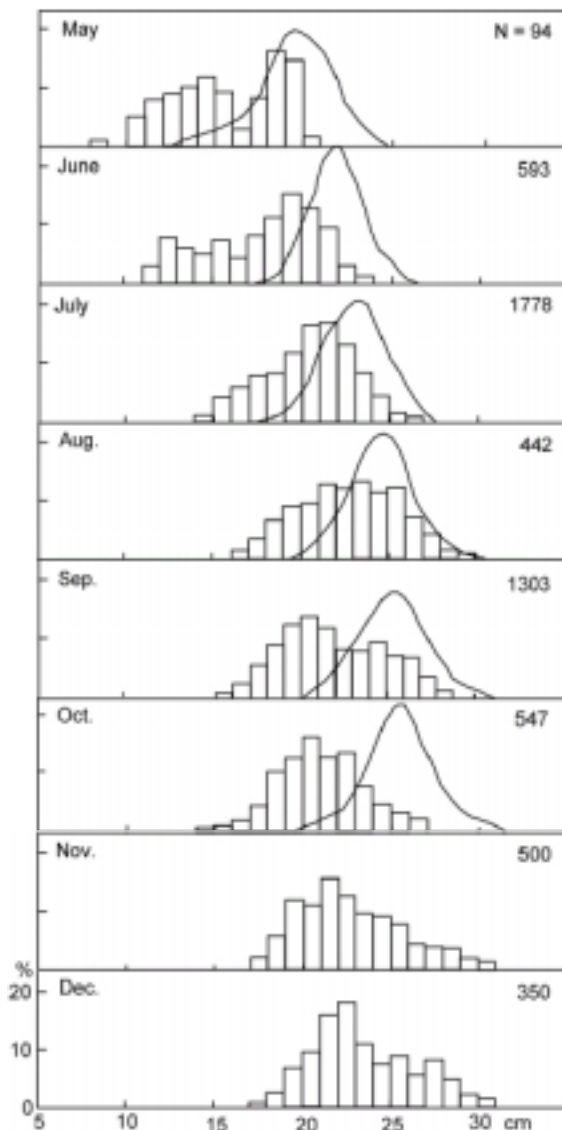 May N = 94
June 593
July 1778
Aug. 442
Sep. 1303
Oct. 547
Nov. 500
%
20 Dec. 350
10
0
5 10 15 20 25 30 cm